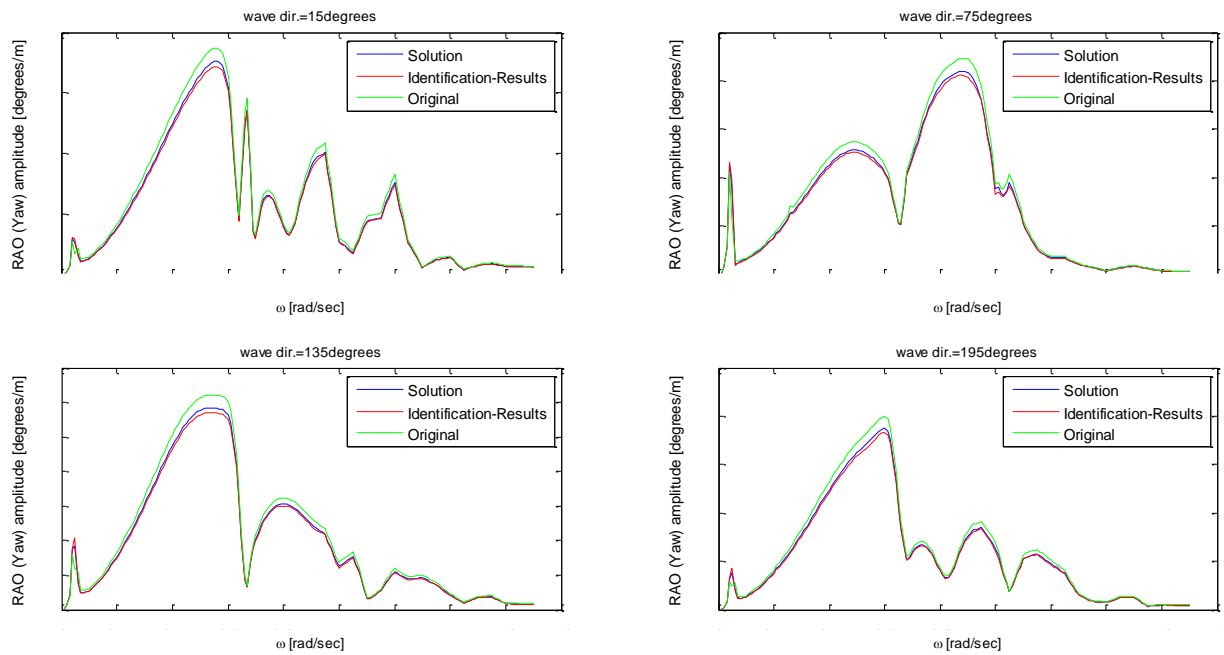 wave dir.=15degrees
RAO (Yaw) amplitude [degrees/m]
Solution
Identification-Results
Original
ω [rad/sec]
wave dir.=75degrees
RAO (Yaw) amplitude [degrees/m]
Solution
Identification-Results
Original
ω [rad/sec]
wave dir.=135degrees
RAO (Yaw) amplitude [degrees/m]
Solution
Identification-Results
Original
ω [rad/sec]
wave dir.=195degrees
RAO (Yaw) amplitude [degrees/m]
Solution
Identification-Results
Original
ω [rad/sec]